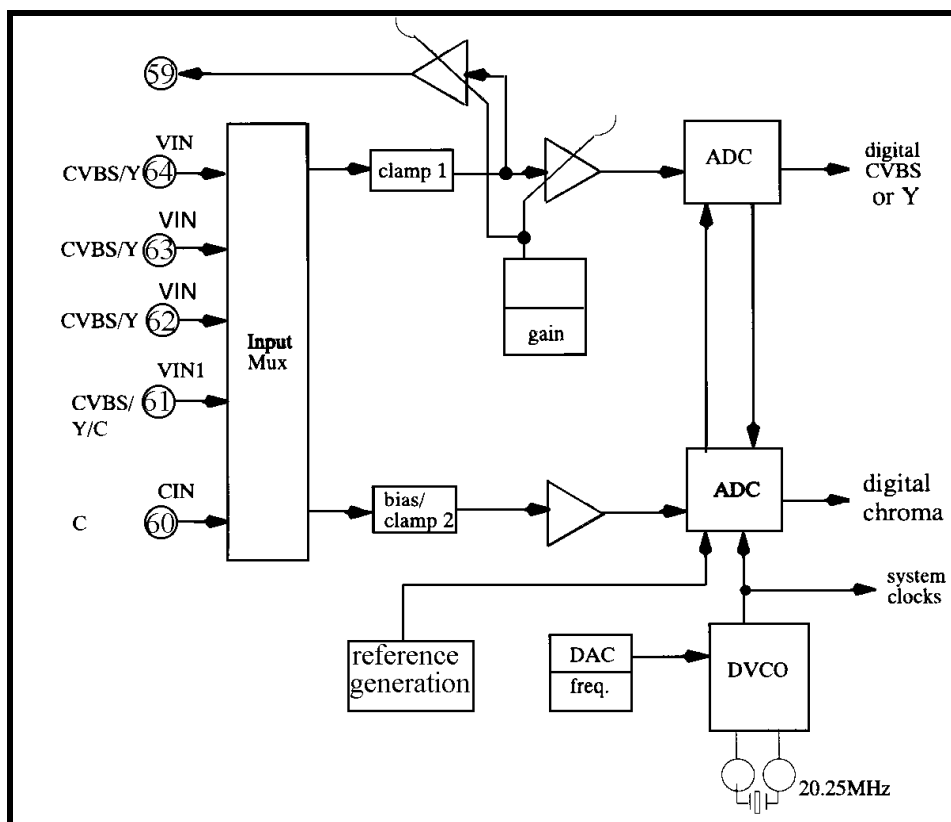 59
VIN
CVBS/Y 64
clamp 1
ADC
digital
CVBS
or Y
VIN
CVBS/Y 63
VIN
CVBS/Y 62
gain
Input
Mux
VIN1
CVBS/ 61
Y/C
CIN
C 60
bias/
clamp 2
ADC
digital
chroma
system
clocks
reference
generation
DAC
freq.
DVCO
20.25MHz